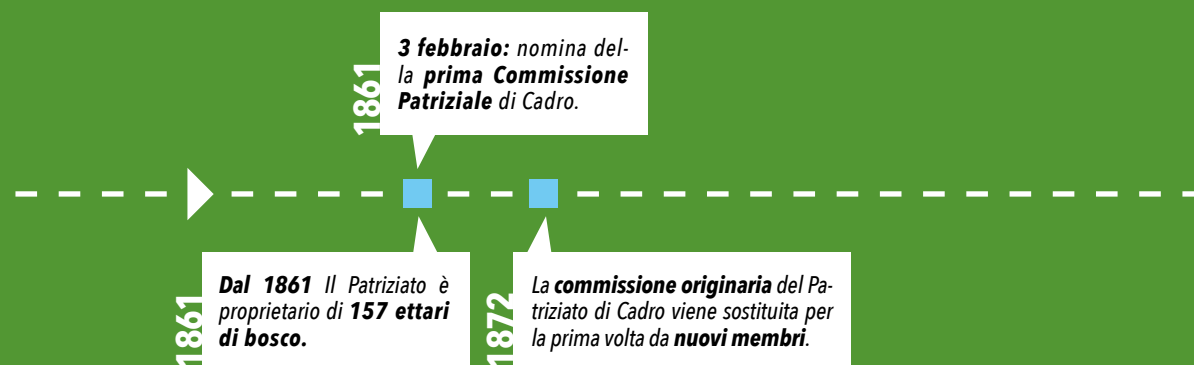 1861
3 febbraio: nomina del-
la prima Commissione
Patriziale di Cadro.
1861
Dal 1861 Il Patriziato è
proprietario di 157 ettari
di bosco.
1872
La commissione originaria del Pa-
triziato di Cadro viene sostituita per
la prima volta da nuovi membri.